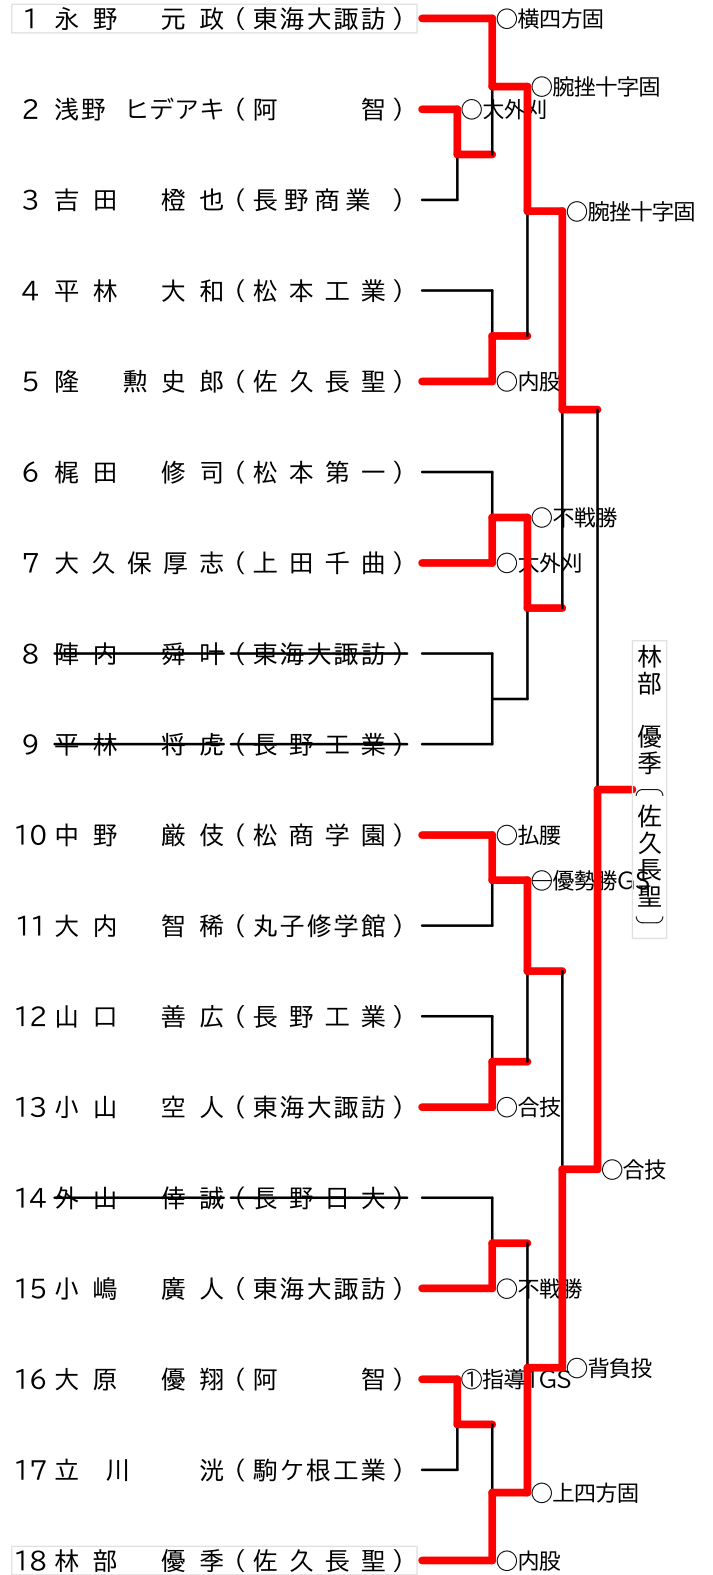 1 永野 元政（東海大諏訪）
○横四方固
○腕挫十字固
2 浅野 ヒデアキ（阿 智）
○大外刈
3 吉田 橙也（長野商業 ）
○腕挫十字固
4 平林 大和（松本工業）
5 隆 勲史郎（佐久長聖）
○内股
6 梶田 修司（松本第一）
○不戦勝
7 大久保厚志（上田千曲）
○大外刈
8 陣内 舜叶（東海大諏訪）
9 平林 将虎（長野工業）
林部 優季（佐久長聖）
10 中野 厳伎（松商学園）
○払腰
㊀優勢勝GS
11 大内 智稀（丸子修学館）
12 山口 善広（長野工業）
13 小山 空人（東海大諏訪）
○合技
○合技
14 外山 倖誠（長野日大）
15 小嶋 廣人（東海大諏訪）
○不戦勝
○背負投
16 大原 優翔（阿 智）
①指導1GS
17 立川 洸（駒ケ根工業）
○上四方固
18 林部 優季（佐久長聖）
○内股